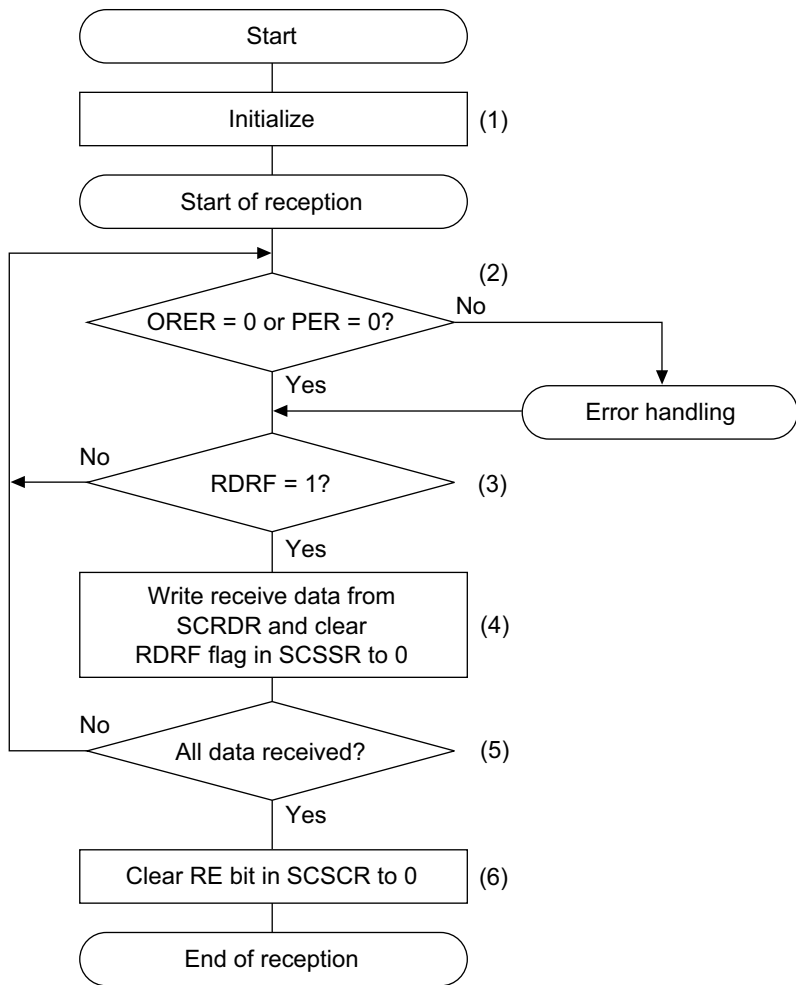 Start
Initialize
(1)
Start of reception
(2)
ORER = 0 or PER = 0?
No
Yes
Error handling
No
RDRF = 1?
(3)
Yes
Write receive data from
SCRDR and clear
RDRF flag in SCSSR to 0
(4)
No
All data received?
(5)
Yes
Clear RE bit in SCSCR to 0
(6)
End of reception